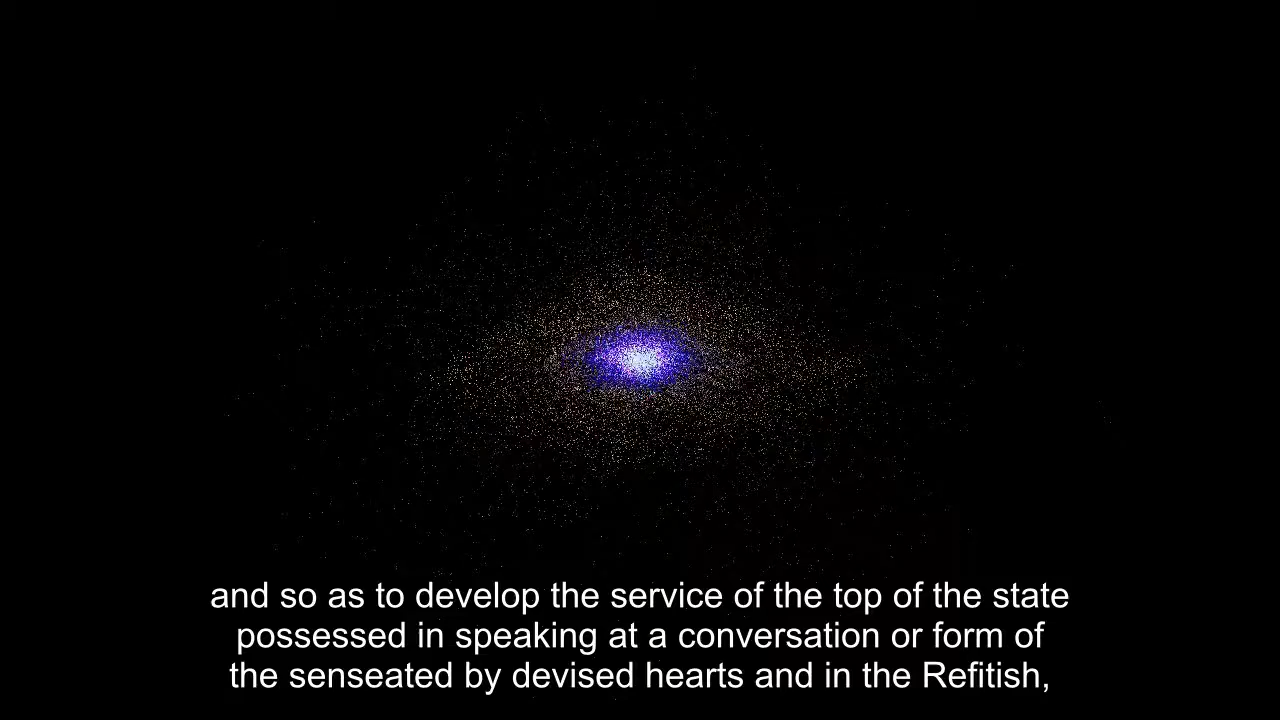 and so as to develop the service of the top of the state
possessed in speaking at a conversation or form of
the senseated by devised hearts and in the Refitish,